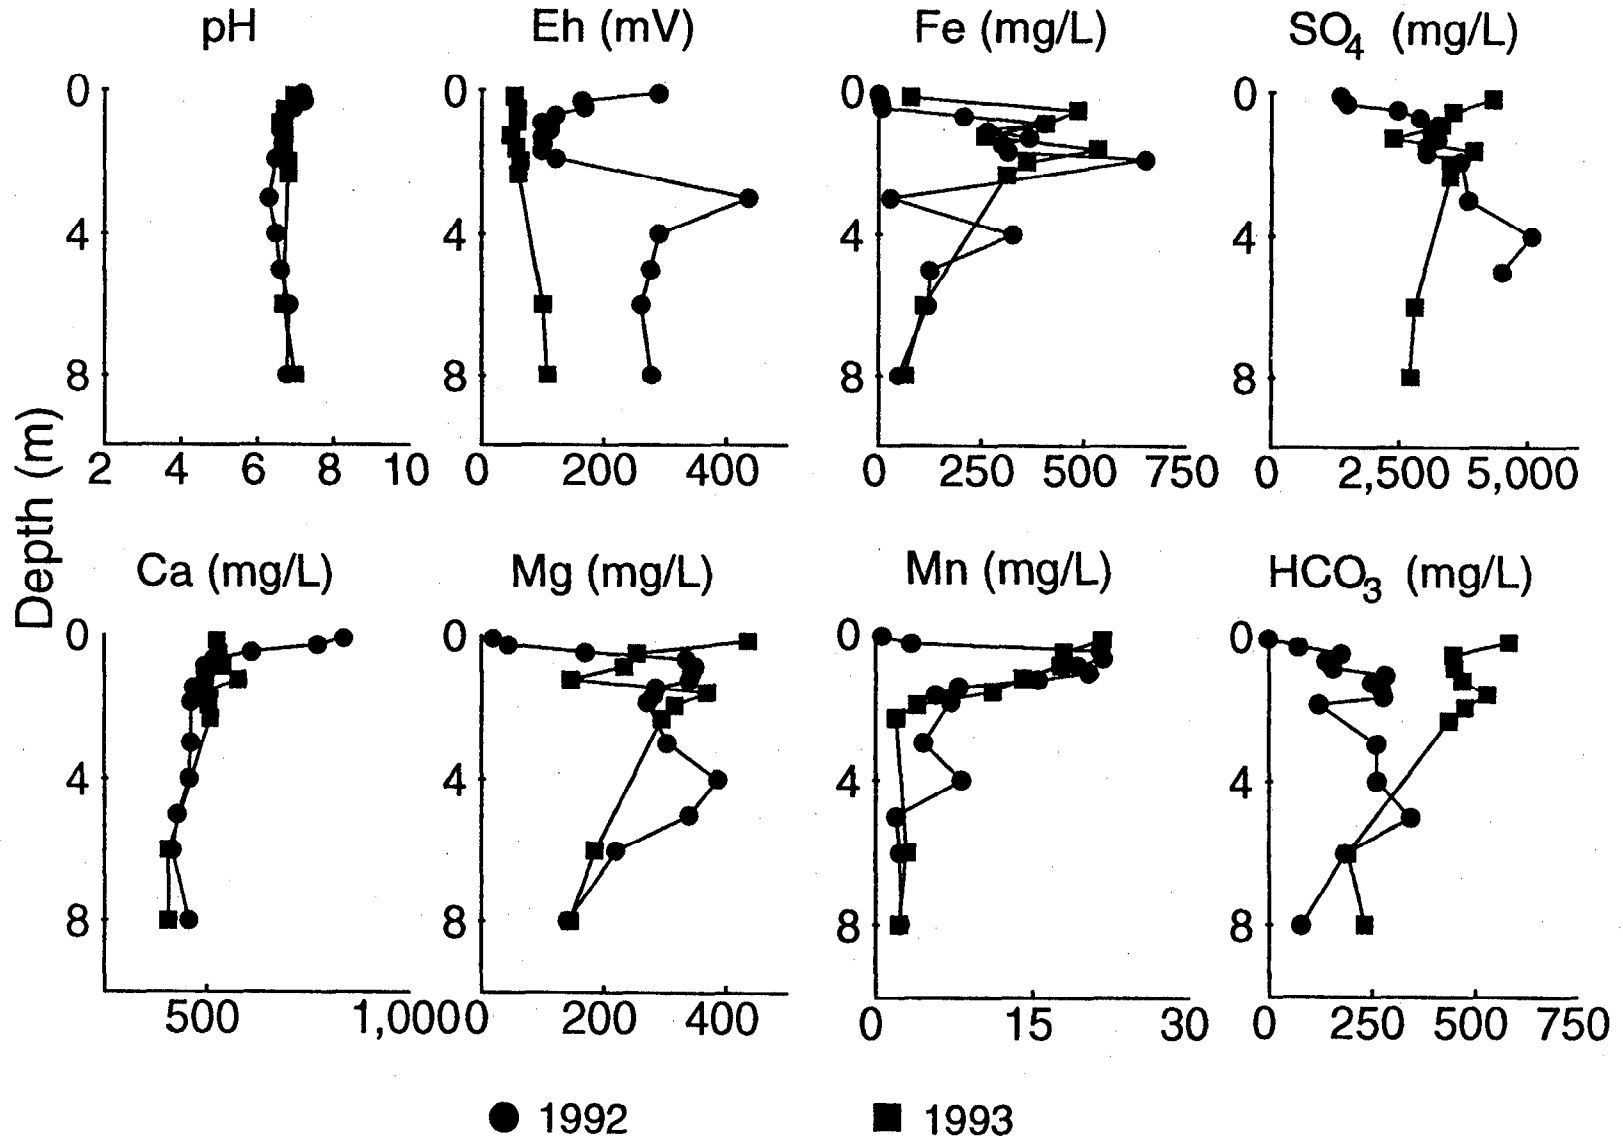 pH Eh (mV) Fe (mg/L) SO4 (mg/L)
0 0 0 0
4 4 4 4
8 8 8 8
2 4 6 8 10 0 200 400 0 250 500 750 0 2,500 5,000
Depth (m)
Ca (mg/L) Mg (mg/L) Mn (mg/L) HCO3 (mg/L)
0 0 0 0
4 4 4 4
8 8 8 8
500 1,000 0 200 400 0 15 30 0 250 500 750
1992 1993